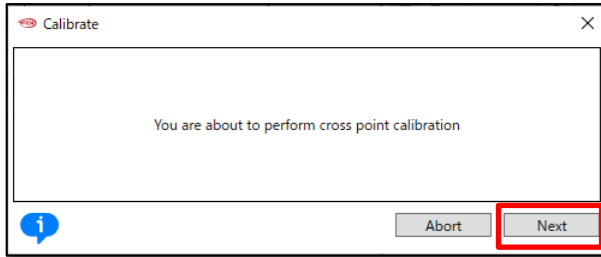 Calibrate
You are about to perform cross point calibration
i
Abort
Next